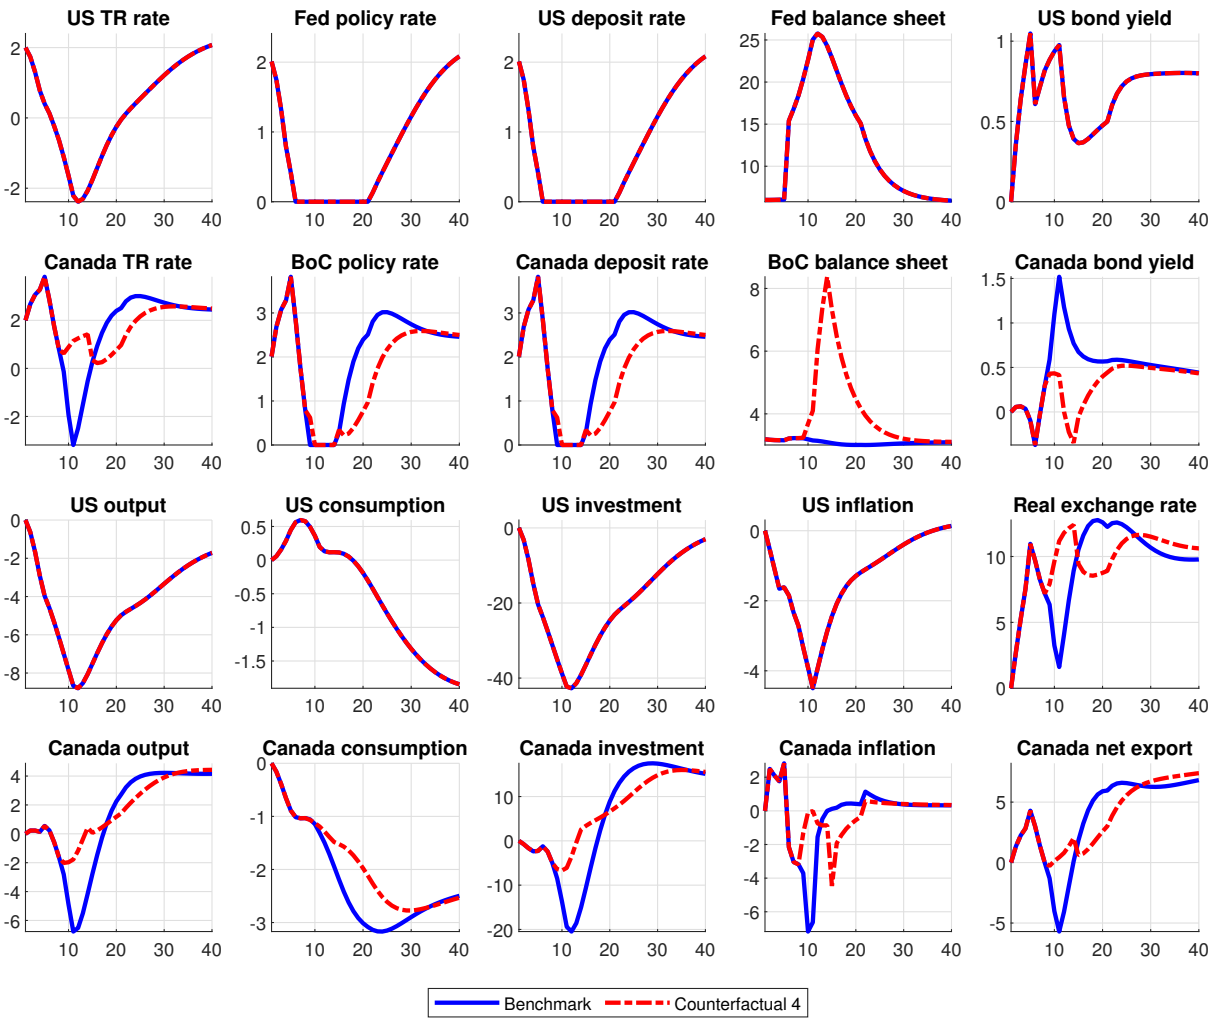 US TR rate Fed policy rate US deposit rate Fed balance sheet US bond yield
2 2 2 25 1
0 1 1 20 0.5
-2 0 0 15 0
10
10 20 30 40 10 20 30 40 10 20 30 40 10 20 30 40 10 20 30 40
Canada TR rate BoC policy rate Canada deposit rate BoC balance sheet Canada bond yield
2 3 3 8 1.5
0 2 2 6 1
-2 1 1 4 0.5
0 0 0
10 20 30 40 10 20 30 40 10 20 30 40 10 20 30 40 10 20 30 40
US output US consumption US investment US inflation Real exchange rate
0 0.5 0 0 10
-2 0 -20 -2 5
-4 -0.5 -40 -4 0
-6 -1
-8 -1.5
10 20 30 40 10 20 30 40 10 20 30 40 10 20 30 40 10 20 30 40
Canada output Canada consumption Canada investment Canada inflation Canada net export
4 0 10 2 5
2 -1 0 0 0
0 -2 -10 -2 -5
-2 -3 -20 -4
-4 -6
-6
10 20 30 40 10 20 30 40 10 20 30 40 10 20 30 40 10 20 30 40
Benchmark Counterfactual 4